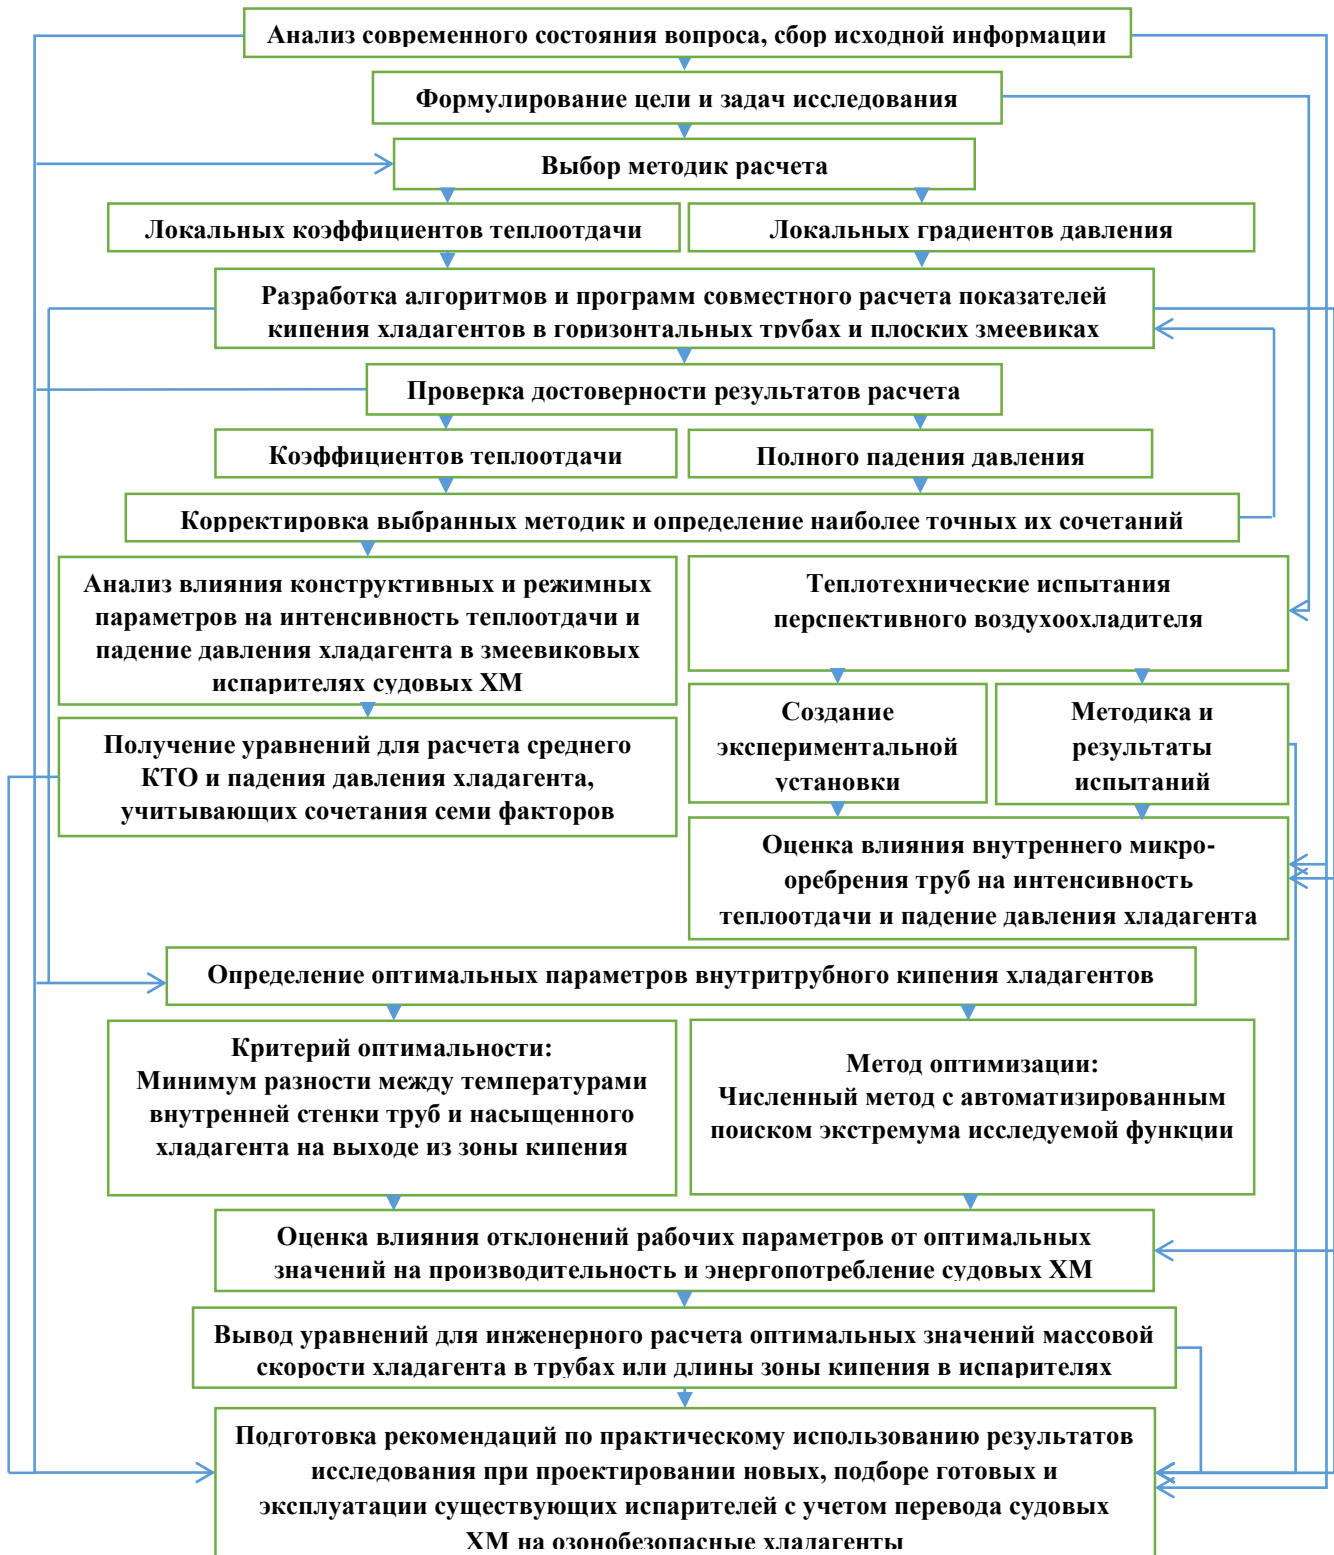 Анализ современного состояния вопроса, сбор исходной информации
Формулирование цели и задач исследования
Выбор методик расчета
Локальных коэффициентов теплоотдачи
Локальных градиентов давления
Разработка алгоритмов и программ совместного расчета показателей
кипения хладагентов в горизонтальных трубах и плоских змеевиках
Проверка достоверности результатов расчета
Коэффициентов теплоотдачи
Полного падения давления
Корректировка выбранных методик и определение наиболее точных их сочетаний
Анализ влияния конструктивных и режимных
параметров на интенсивность теплоотдачи и
падение давления хладагента в змеевиковых
испарителях судовых ХМ
Теплотехнические испытания
перспективного воздухоохладителя
Создание
экспериментальной
установки
Методика и
результаты
испытаний
Получение уравнений для расчета среднего
КТО и падения давления хладагента,
учитывающих сочетания семи факторов
Оценка влияния внутреннего микро-
оребрения труб на интенсивность
теплоотдачи и падение давления хладагента
Определение оптимальных параметров внутритрубного кипения хладагентов
Критерий оптимальности:
Минимум разности между температурами
внутренней стенки труб и насыщенного
хладагента на выходе из зоны кипения
Метод оптимизации:
Численный метод с автоматизированным
поиском экстремума исследуемой функции
Оценка влияния отклонений рабочих параметров от оптимальных
значений на производительность и энергопотребление судовых ХМ
Вывод уравнений для инженерного расчета оптимальных значений массовой
скорости хладагента в трубах или длины зоны кипения в испарителях
Подготовка рекомендаций по практическому использованию результатов
исследования при проектировании новых, подборе готовых и
эксплуатации существующих испарителей с учетом перевода судовых
ХМ на озонобезопасные хладагенты